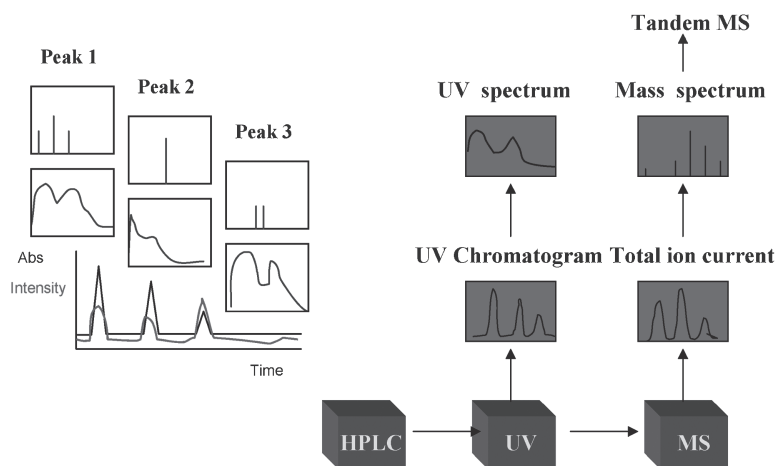 Tandem MS
Peak 1
Peak 2
Peak 3
UV spectrum
Mass spectrum
Abs
Intensity
Time
UV Chromatogram
Total ion current
HPLC
UV
MS